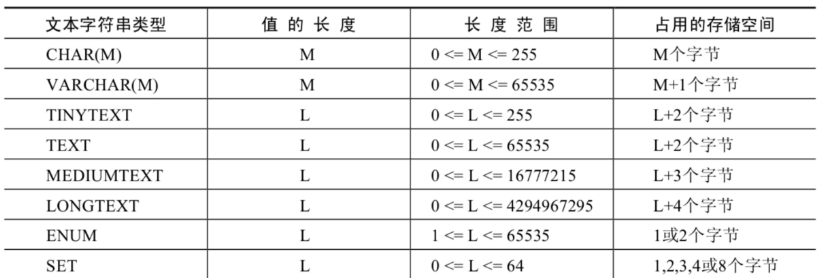 文本字符串类型 值的长度 长度范围 占用的存储空间
CHAR(M) M 0 <= M <= 255 M个字节
VARCHAR(M) M 0 <= M <= 65535 M+1个字节
TINYTEXT L 0 <= L <= 255 L+2个字节
TEXT L 0 <= L <= 65535 L+2个字节
MEDIUMTEXT L 0 <= L <= 16777215 L+3个字节
LONGTEXT L 0 <= L <= 4294967295 L+4个字节
ENUM L 1 <= L <= 65535 1或2个字节
SET L 0 <= L <= 64 1,2,3,4或8个字节